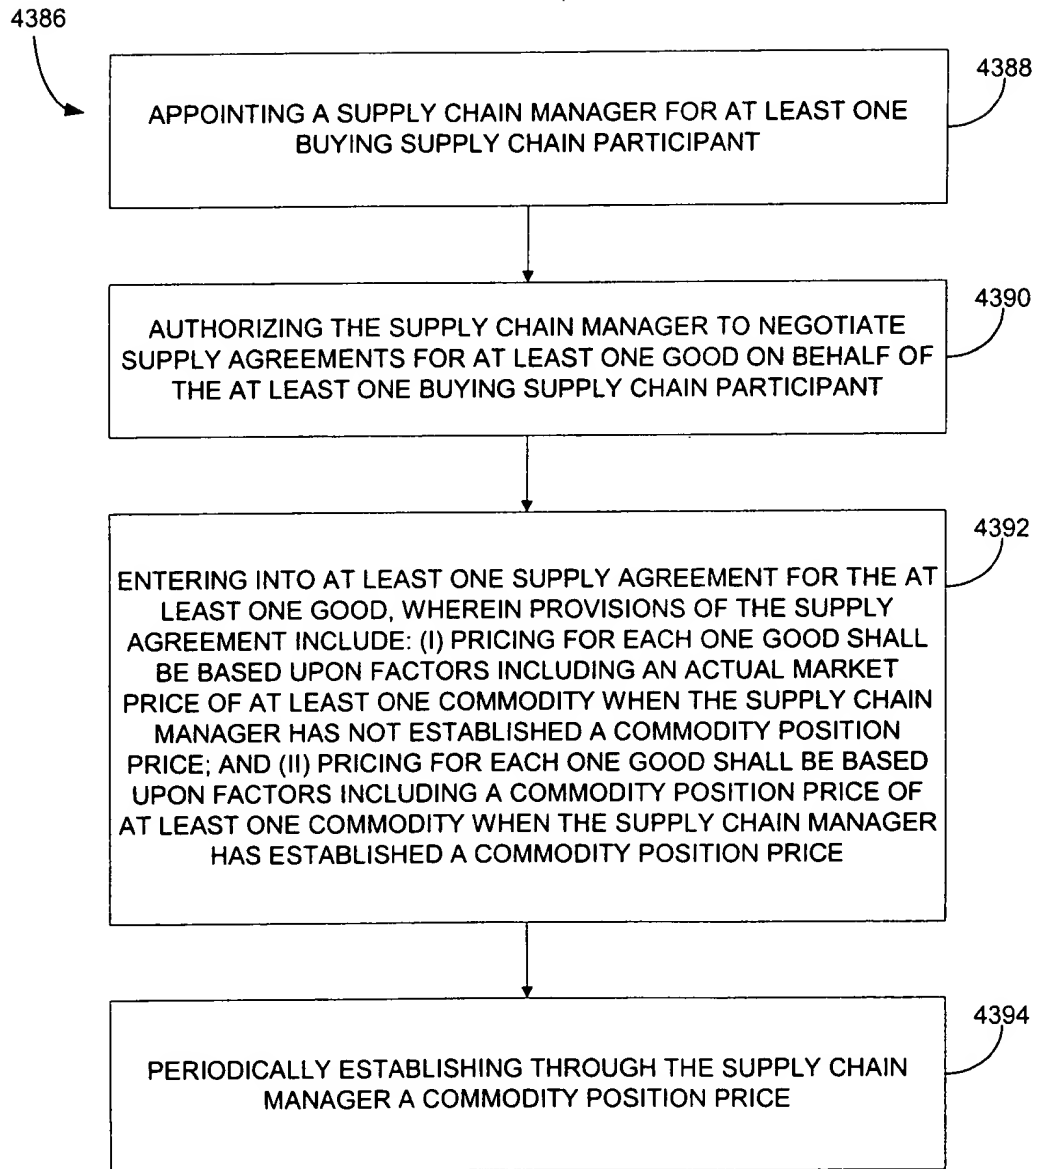 4386
4388
APPOINTING A SUPPLY CHAIN MANAGER FOR AT LEAST ONE
BUYING SUPPLY CHAIN PARTICIPANT
4390
AUTHORIZING THE SUPPLY CHAIN MANAGER TO NEGOTIATE
SUPPLY AGREEMENTS FOR AT LEAST ONE GOOD ON BEHALF OF
THE AT LEAST ONE BUYING SUPPLY CHAIN PARTICIPANT
4392
ENTERING INTO AT LEAST ONE SUPPLY AGREEMENT FOR THE AT
LEAST ONE GOOD, WHEREIN PROVISIONS OF THE SUPPLY
AGREEMENT INCLUDE: (I) PRICING FOR EACH ONE GOOD SHALL
BE BASED UPON FACTORS INCLUDING AN ACTUAL MARKET
PRICE OF AT LEAST ONE COMMODITY WHEN THE SUPPLY CHAIN
MANAGER HAS NOT ESTABLISHED A COMMODITY POSITION
PRICE; AND (II) PRICING FOR EACH ONE GOOD SHALL BE BASED
UPON FACTORS INCLUDING A COMMODITY POSITION PRICE OF
AT LEAST ONE COMMODITY WHEN THE SUPPLY CHAIN MANAGER
HAS ESTABLISHED A COMMODITY POSITION PRICE
4394
PERIODICALLY ESTABLISHING THROUGH THE SUPPLY CHAIN
MANAGER A COMMODITY POSITION PRICE